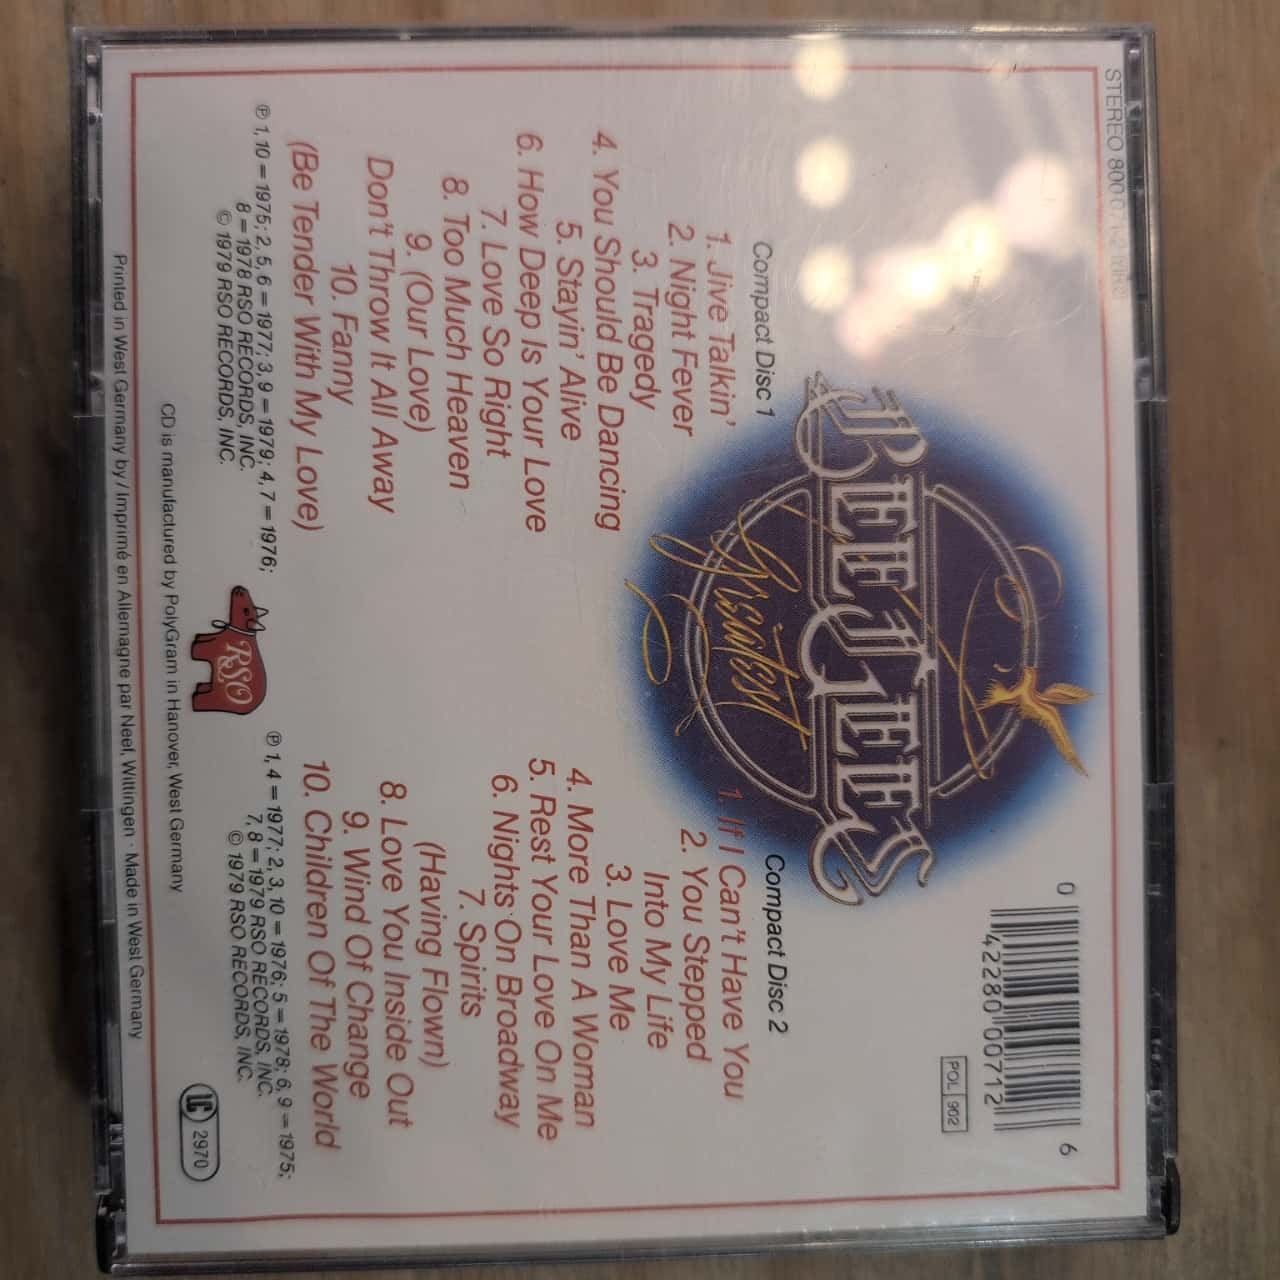 STEREO 800 071-2
BEE GEES
Greatest
0 42280 00712 6
POL 902
Compact Disc 1
1. Jive Talkin'
2. Night Fever
3. Tragedy
4. You Should Be Dancing
5. Stayin' Alive
6. How Deep Is Your Love
7. Love So Right
8. Too Much Heaven
9. (Our Love)
Don't Throw It All Away
10. Fanny
(Be Tender With My Love)
℗ 1, 10 = 1975; 2, 5, 6 = 1977; 3, 9 = 1979; 4, 7 = 1976;
8 = 1978 RSO RECORDS, INC.
© 1979 RSO RECORDS, INC.
Compact Disc 2
1. If I Can't Have You
2. You Stepped
Into My Life
3. Love Me
4. More Than A Woman
5. Rest Your Love On Me
6. Nights On Broadway
7. Spirits
(Having Flown)
8. Love You Inside Out
9. Wind Of Change
10. Children Of The World
℗ 1, 4 = 1977; 2, 3, 10 = 1976; 5 = 1978; 6, 9 = 1975;
7, 8 = 1979 RSO RECORDS, INC.
© 1979 RSO RECORDS, INC.
RSO
CD is manufactured by PolyGram in Hanover, West Germany
LC 2970
Printed in West Germany by / Imprimé en Allemagne par Neef, Wittingen · Made in West Germany